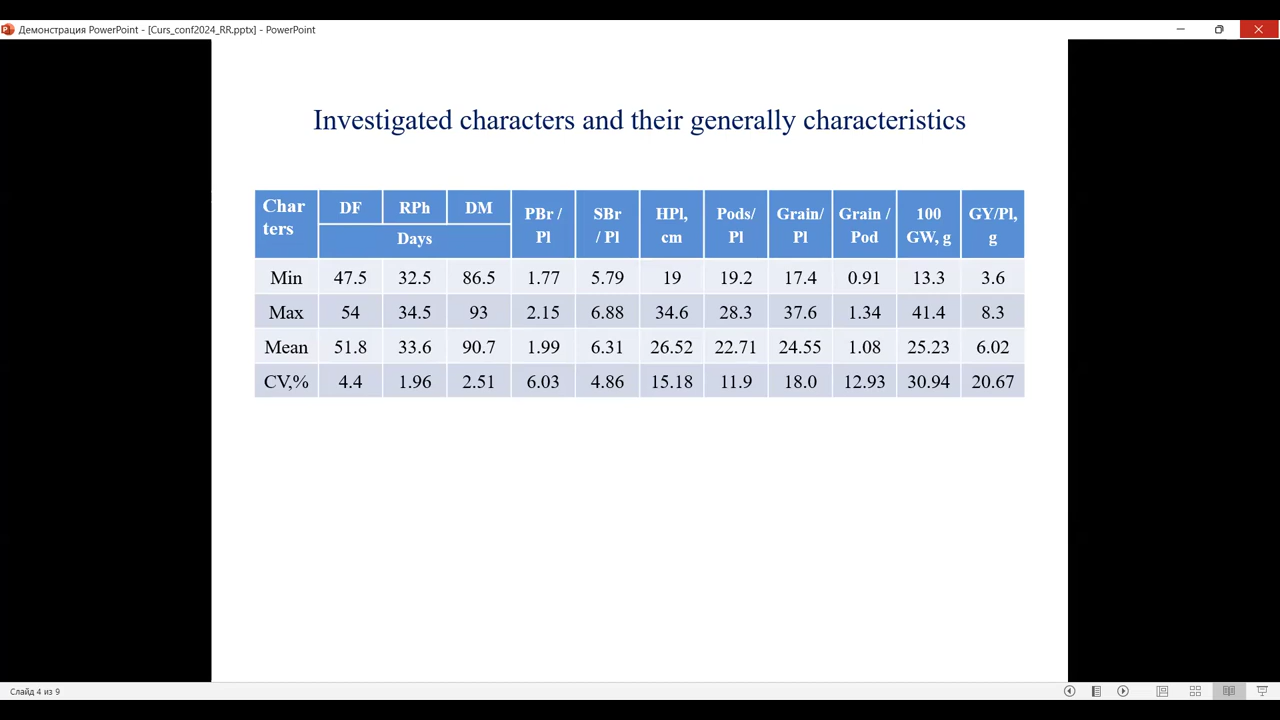 Демонстрация PowerPoint - [Curs_conf2024_RR.pptx] - PowerPoint
Investigated characters and their generally characteristics
Char ters DF RPh DM PBr / Pl SBr / Pl HPl, cm Pods/ Pl Grain/ Pl Grain / Pod 100 GW, g GY/Pl, g
Days
Min 47.5 32.5 86.5 1.77 5.79 19 19.2 17.4 0.91 13.3 3.6
Max 54 34.5 93 2.15 6.88 34.6 28.3 37.6 1.34 41.4 8.3
Mean 51.8 33.6 90.7 1.99 6.31 26.52 22.71 24.55 1.08 25.23 6.02
CV,% 4.4 1.96 2.51 6.03 4.86 15.18 11.9 18.0 12.93 30.94 20.67
Слайд 4 из 9